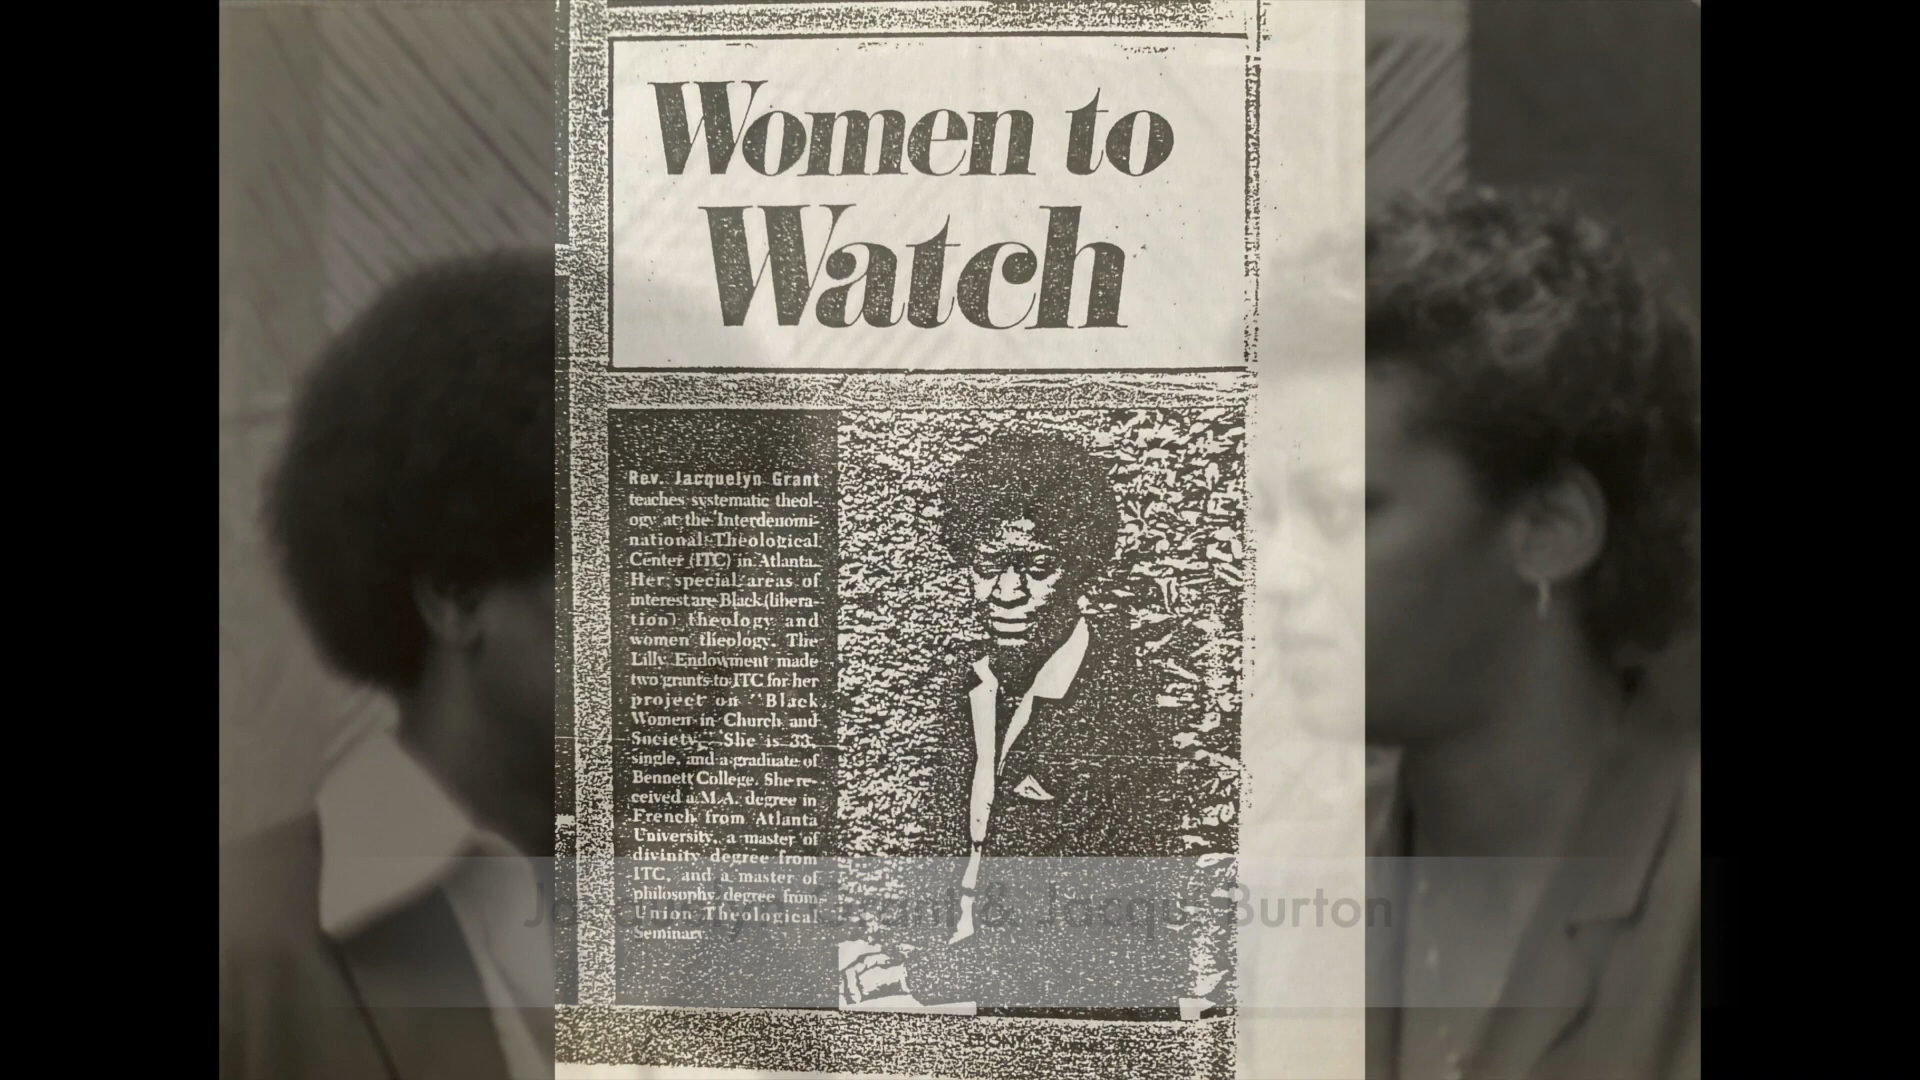 Women to
Watch
Rev. Jacquelyn Grant
teaches systematic theol-
ogy at the Interdenomi-
national Theological
Center (ITC) in Atlanta.
Her special areas of
interest are Black (libera-
tion) theology and
women theology. The
Lilly Endowment made
two grants to ITC for her
project on "Black
Women in Church and
Society." She is 33,
single, and a graduate of
Bennett College. She re-
ceived a M.A. degree in
French from Atlanta
University, a master of
divinity degree from
ITC, and a master of
philosophy degree from
Union Theological
Seminary.
Grant & Jacqui Burton
EBONY